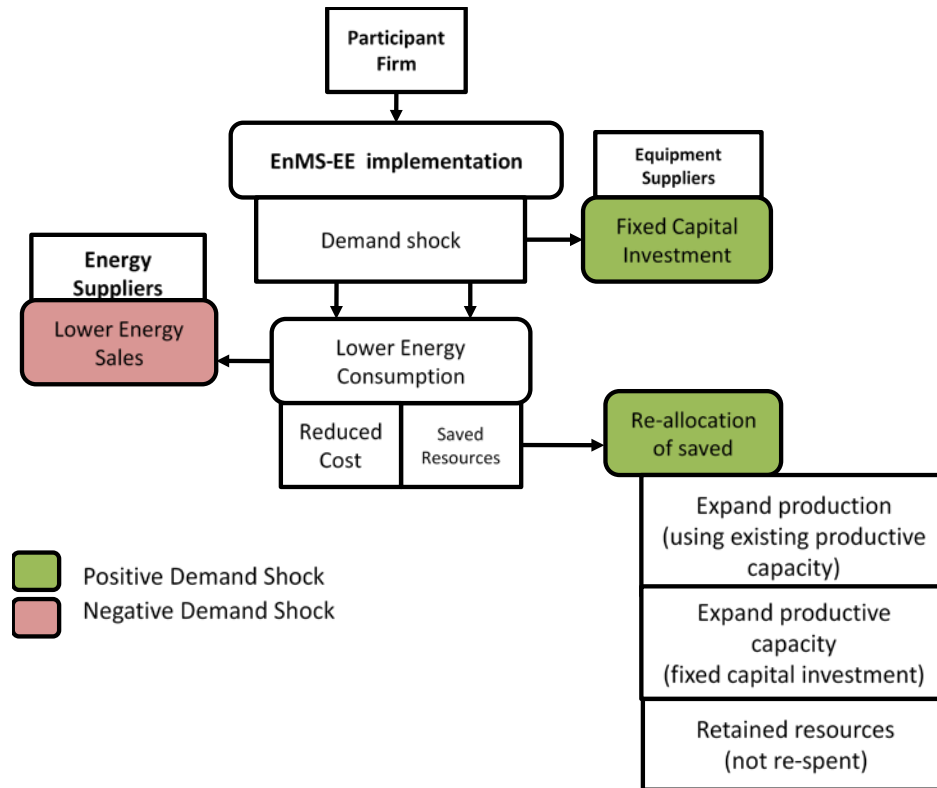 Participant
Firm
EnMS-EE implementation
Equipment
Suppliers
Demand shock
Fixed Capital
Investment
Energy
Suppliers
Lower Energy
Sales
Lower Energy
Consumption
Reduced
Cost
Saved
Resources
Re-allocation
of saved
Expand production
(using existing productive
capacity)
Positive Demand Shock
Negative Demand Shock
Expand productive
capacity
(fixed capital investment)
Retained resources
(not re-spent)